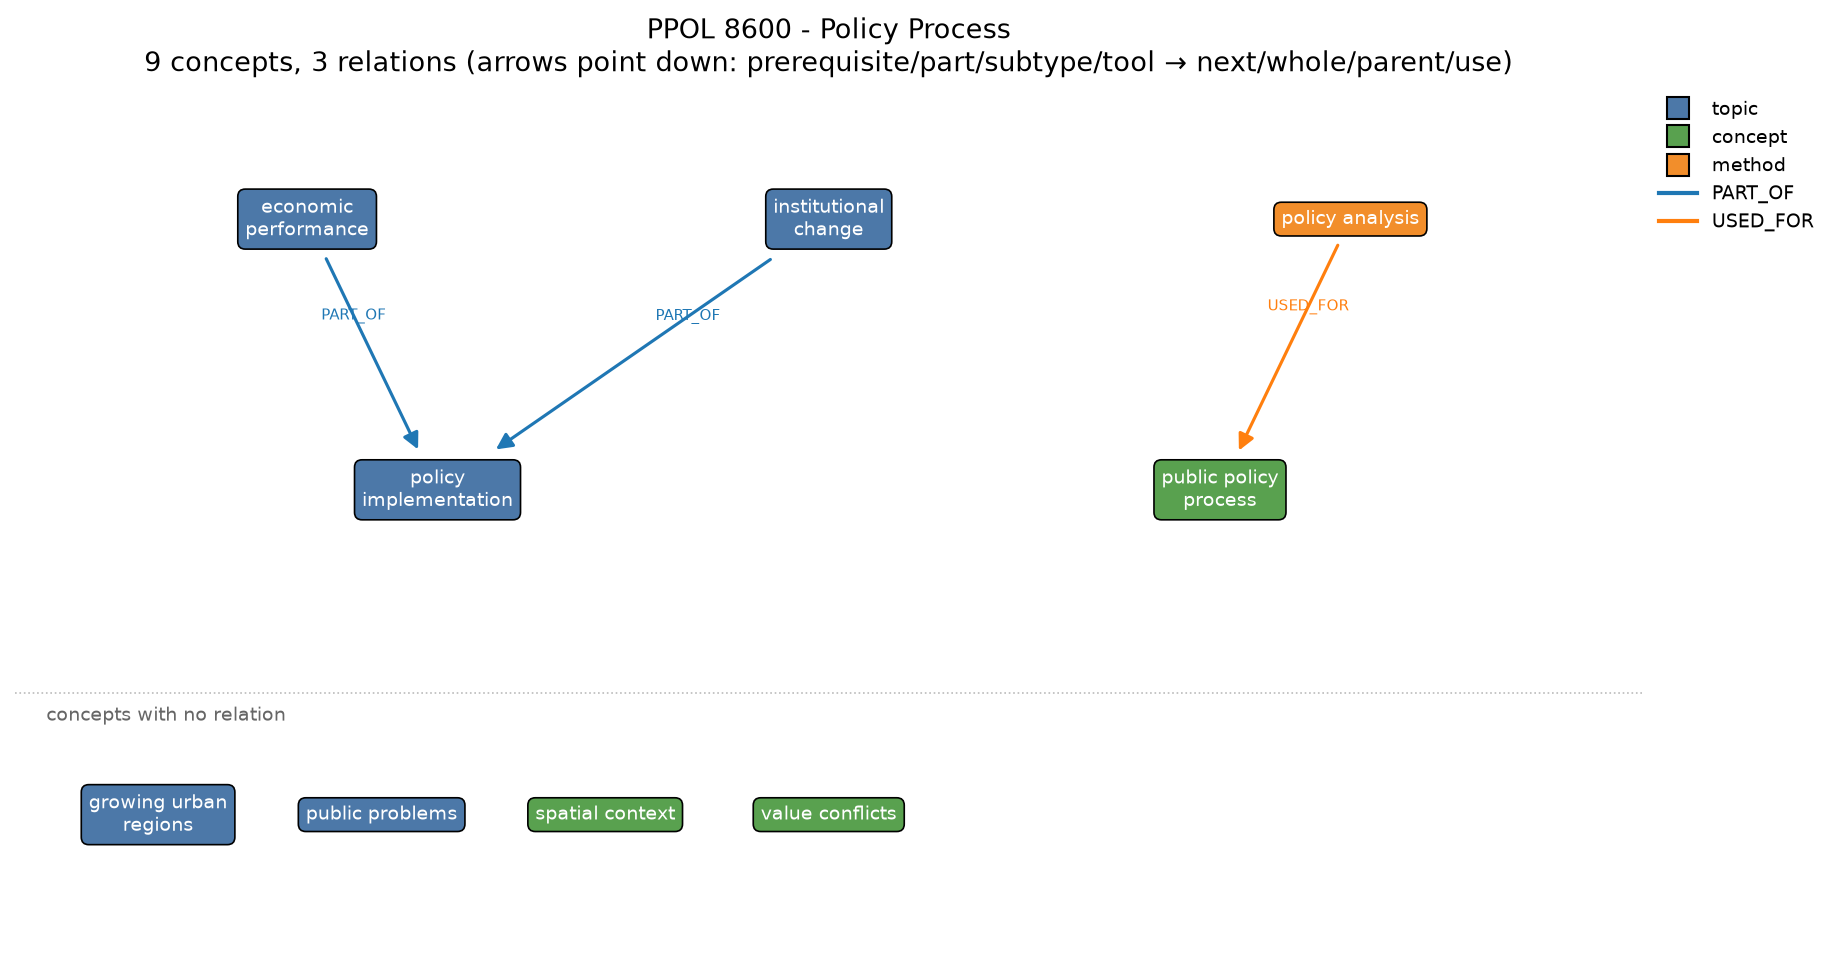 PPOL 8600 - Policy Process
9 concepts, 3 relations (arrows point down: prerequisite/part/subtype/tool → next/whole/parent/use)
topic
concept
method
PART_OF
USED_FOR
economic
performance
institutional
change
policy analysis
PART_OF
PART_OF
USED_FOR
policy
implementation
public policy
process
concepts with no relation
growing urban
regions
public problems
spatial context
value conflicts